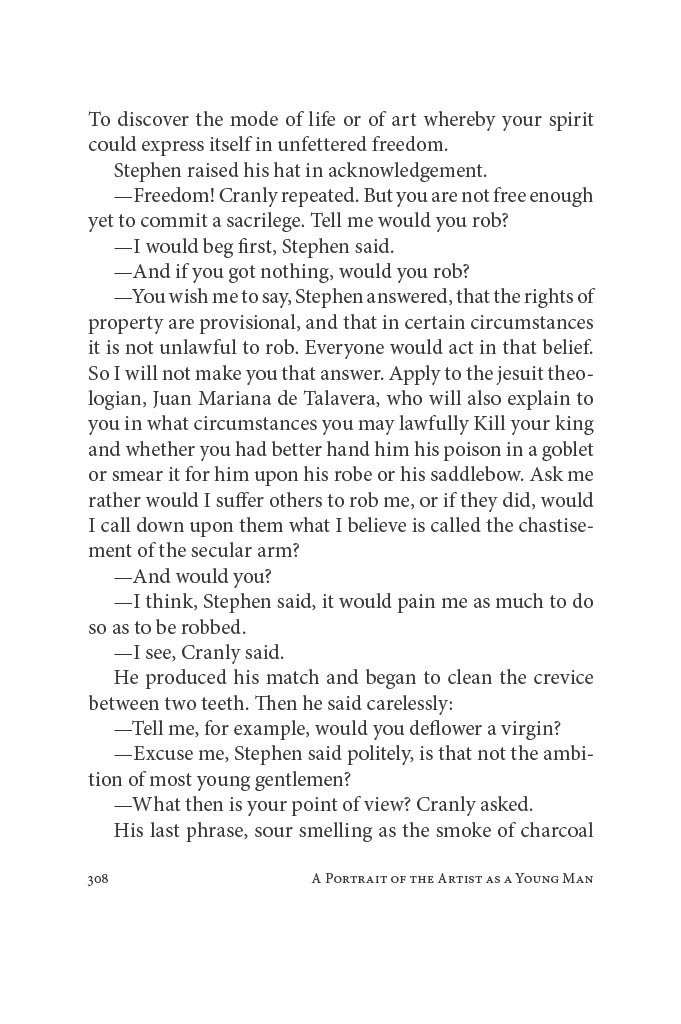 To discover the mode of life or of art whereby your spirit
could express itself in unfettered freedom.
Stephen raised his hat in acknowledgement.
—Freedom! Cranly repeated. But you are not free enough
yet to commit a sacrilege. Tell me would you rob?
—I would beg first, Stephen said.
—And if you got nothing, would you rob?
—You wish me to say, Stephen answered, that the rights of
property are provisional, and that in certain circumstances
it is not unlawful to rob. Everyone would act in that belief.
So I will not make you that answer. Apply to the jesuit theo-
logian, Juan Mariana de Talavera, who will also explain to
you in what circumstances you may lawfully Kill your king
and whether you had better hand him his poison in a goblet
or smear it for him upon his robe or his saddlebow. Ask me
rather would I suffer others to rob me, or if they did, would
I call down upon them what I believe is called the chastise-
ment of the secular arm?
—And would you?
—I think, Stephen said, it would pain me as much to do
so as to be robbed.
—I see, Cranly said.
He produced his match and began to clean the crevice
between two teeth. Then he said carelessly:
—Tell me, for example, would you deflower a virgin?
—Excuse me, Stephen said politely, is that not the ambi-
tion of most young gentlemen?
—What then is your point of view? Cranly asked.
His last phrase, sour smelling as the smoke of charcoal
308 A Portrait of the Artist as a Young Man